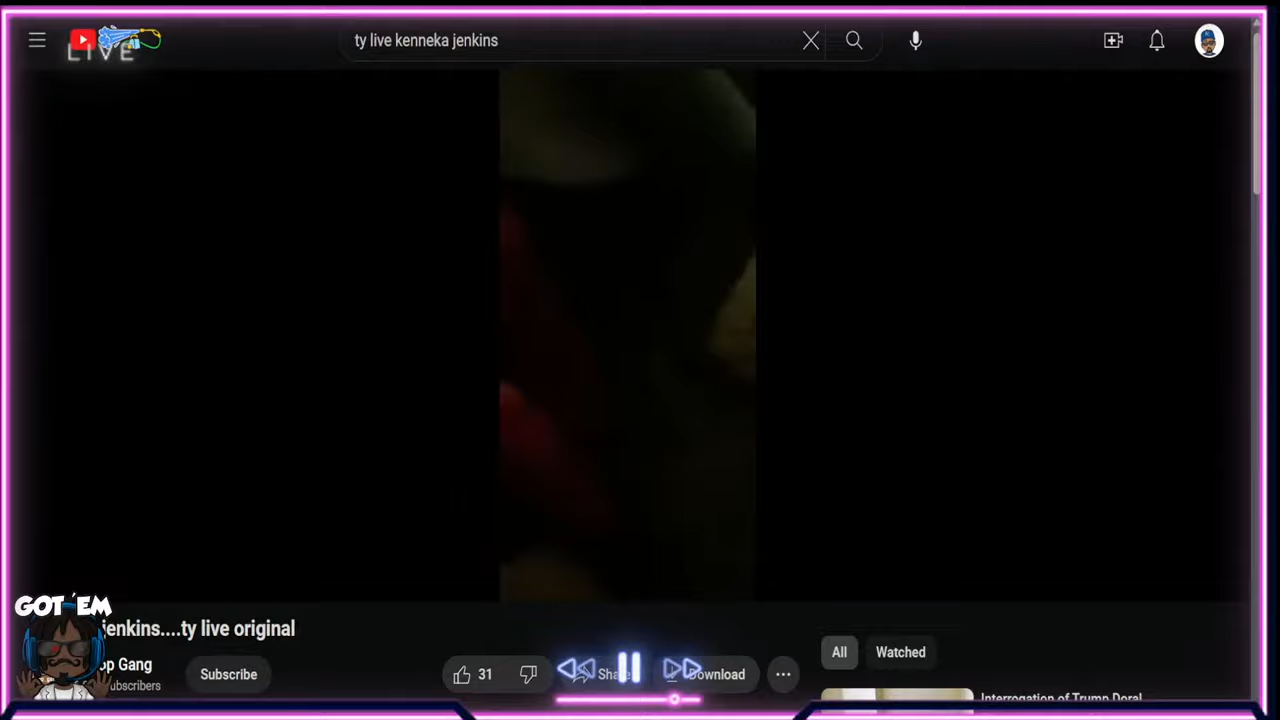 LIVE
ty live kenneka jenkins
GOT 'EM
jenkins....ty live original
op Gang
ubscribers
Subscribe
31
Share
Download
All
Watched
Interrogation of Trump Doral